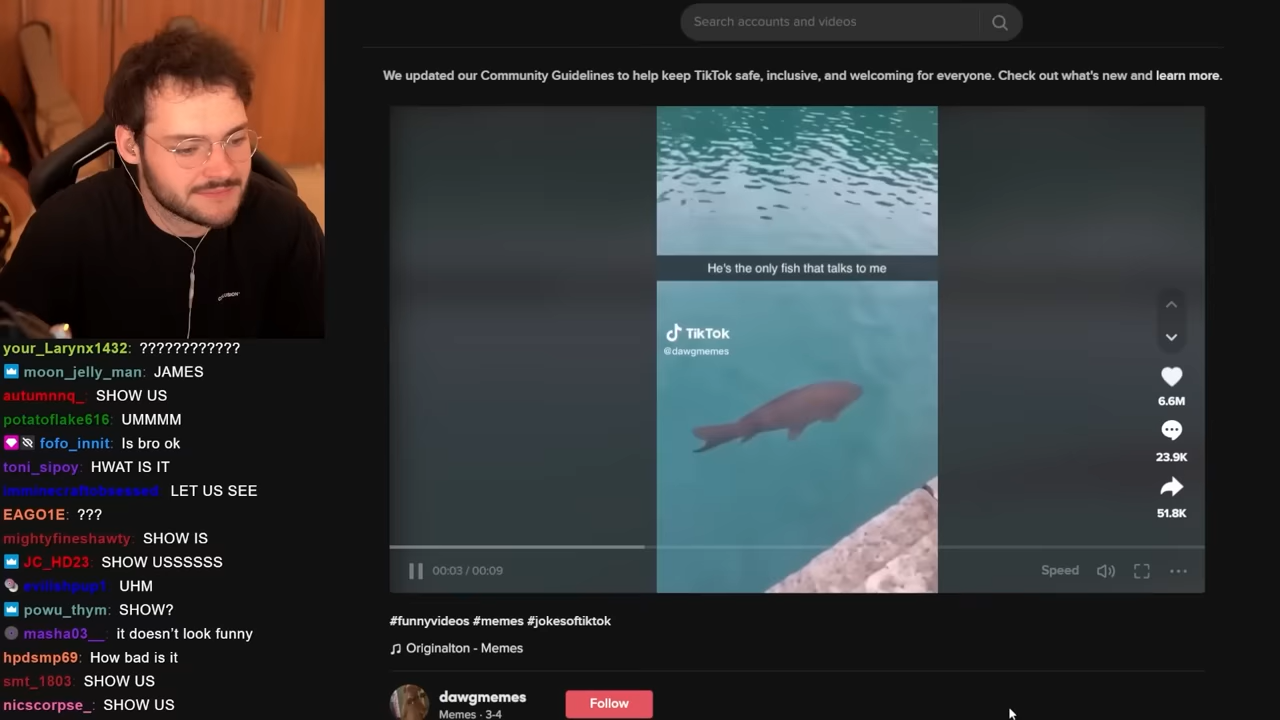 Search accounts and videos
We updated our Community Guidelines to help keep TikTok safe, inclusive, and welcoming for everyone. Check out what's new and learn more.
He's the only fish that talks to me
TikTok
@dawgmemes
6.6M
23.9K
51.8K
00:03 / 00:09
Speed
#funnyvideos #memes #jokesoftiktok
Originalton - Memes
dawgmemes
Memes · 3-4
Follow
your_Larynx1432: ????????????
moon_jelly_man: JAMES
autumnnq_: SHOW US
potatoflake616: UMMMM
fofo_innit: Is bro ok
toni_sipoy: HWAT IS IT
LET US SEE
EAGO1E: ???
mightyfineshawty: SHOW IS
JC_HD23: SHOW USSSSSS
UHM
powu_thym: SHOW?
masha03__: it doesn't look funny
hpdsmp69: How bad is it
smt_1803: SHOW US
nicscorpse_: SHOW US